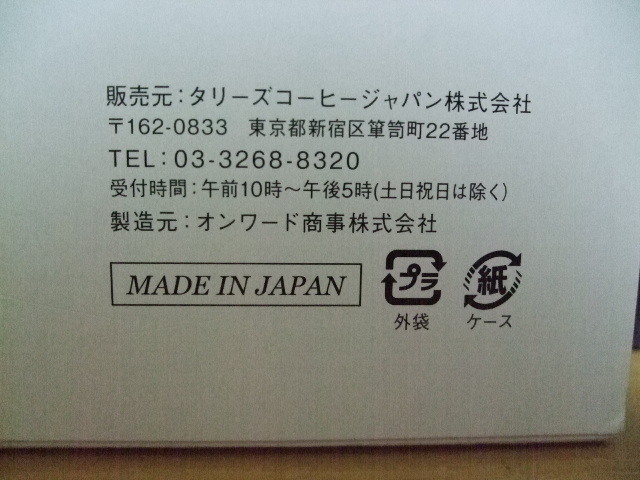 販売元：タリーズコーヒージャパン株式会社
〒162-0833　東京都新宿区箪笥町22番地
TEL：03-3268-8320
受付時間：午前10時～午後5時(土日祝日は除く)
製造元：オンワード商事株式会社
MADE IN JAPAN
プラ
外袋
紙
ケース